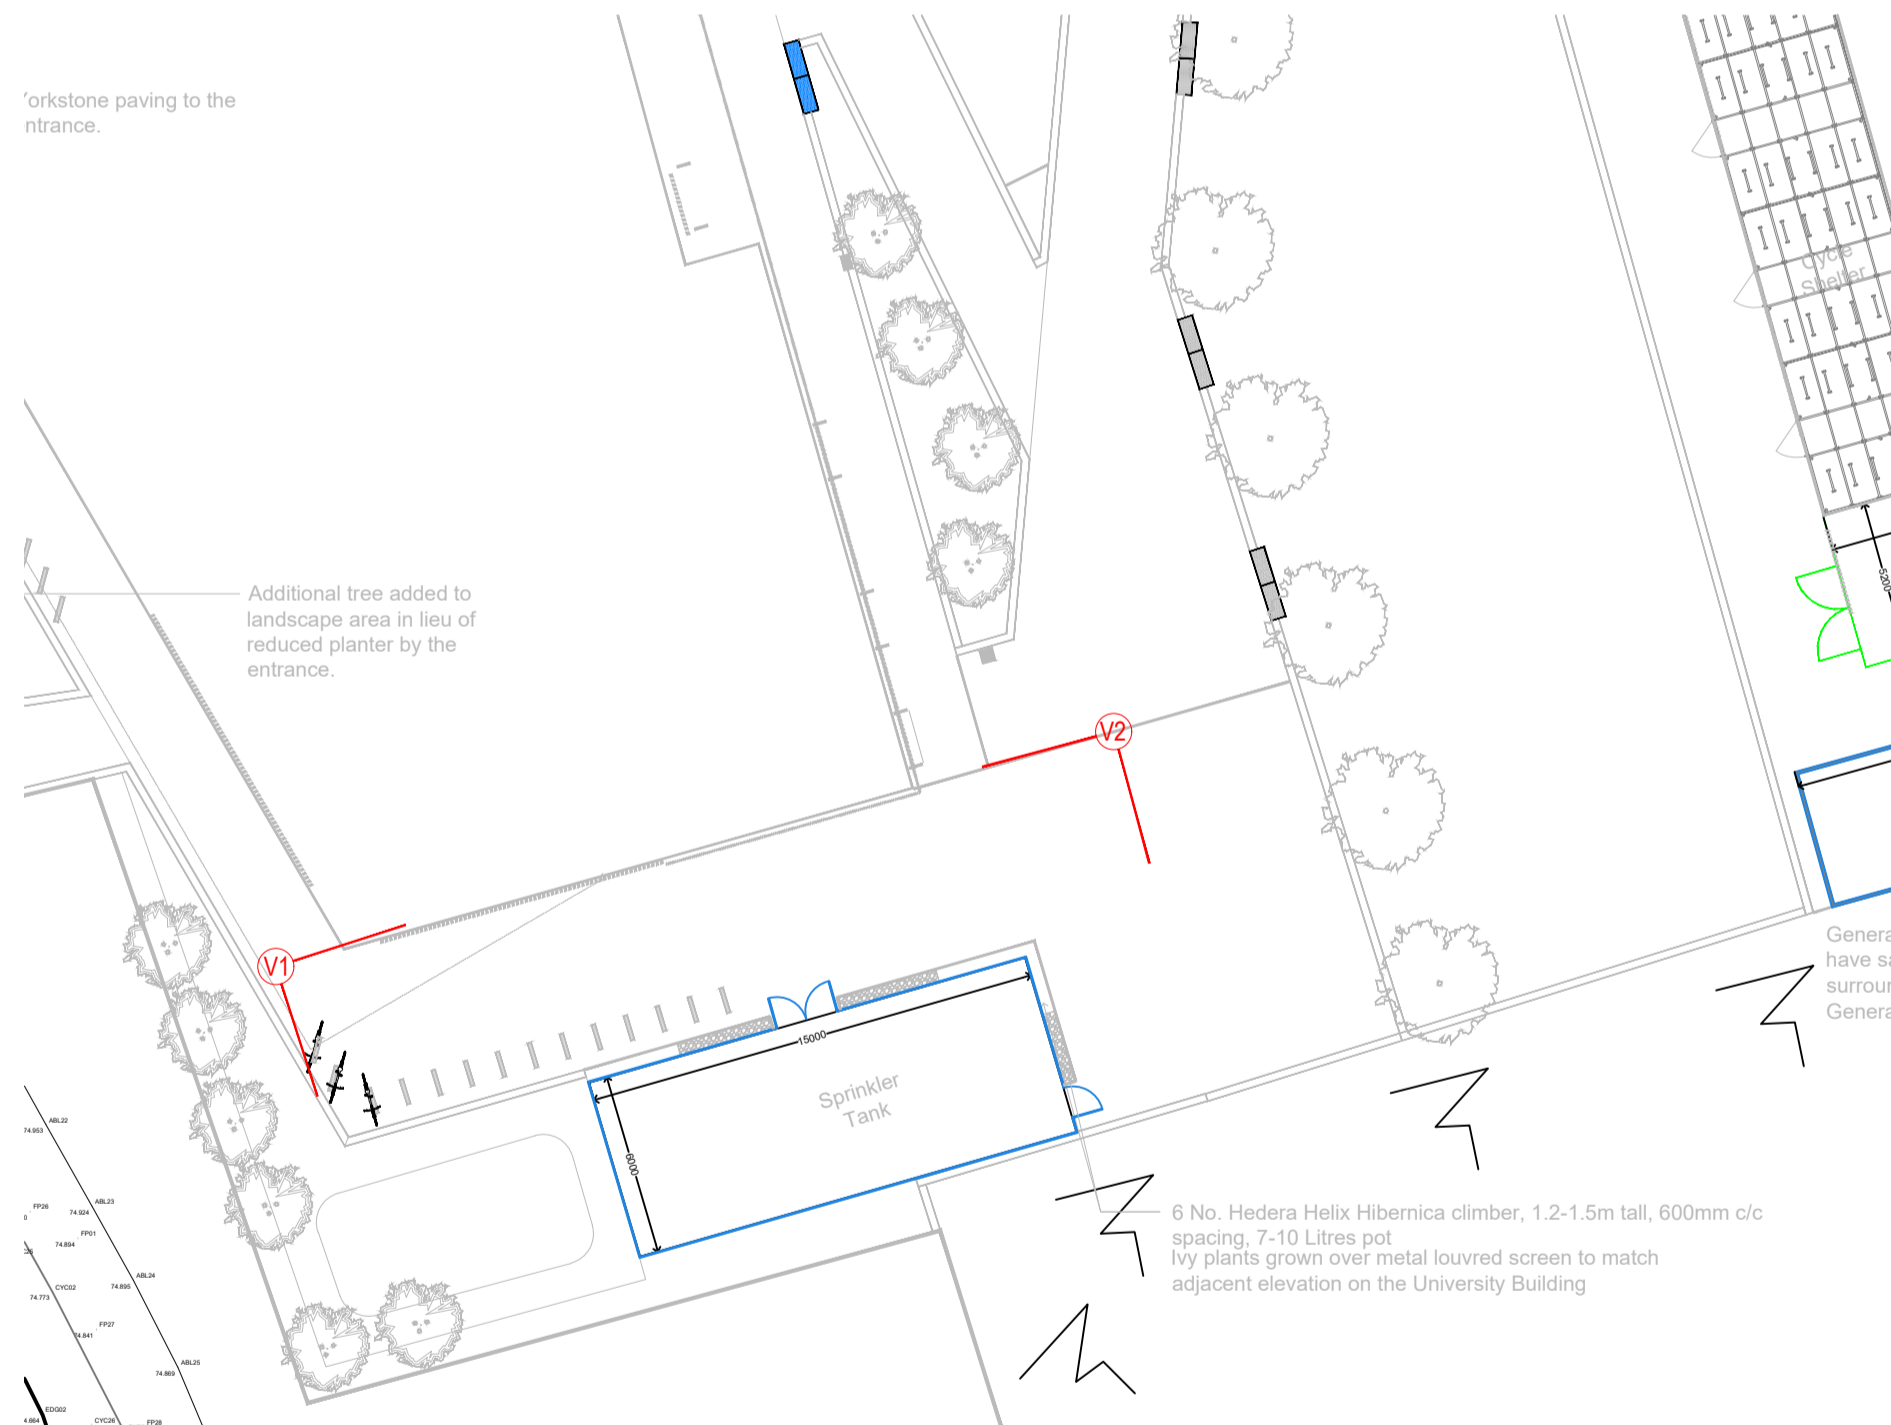 orkstone paving to the
ntrance.
Cycle
Shelter
Additional tree added to
landscape area in lieu of
reduced planter by the
entrance.
5200
V2
V1
15000
Sprinkler
Tank
6000
Genera
have sa
surrour
Genera
6 No. Hedera Helix Hibernica climber, 1.2-1.5m tall, 600mm c/c
spacing, 7-10 Litres pot
Ivy plants grown over metal louvred screen to match
adjacent elevation on the University Building
ABL22
74.953
ABL23
74.924
FP26
FP01
74.894
ABL24
74.895
CYC02
74.773
FP27
74.841
ABL25
74.869
EDG02
4.664
CYC26
FP28